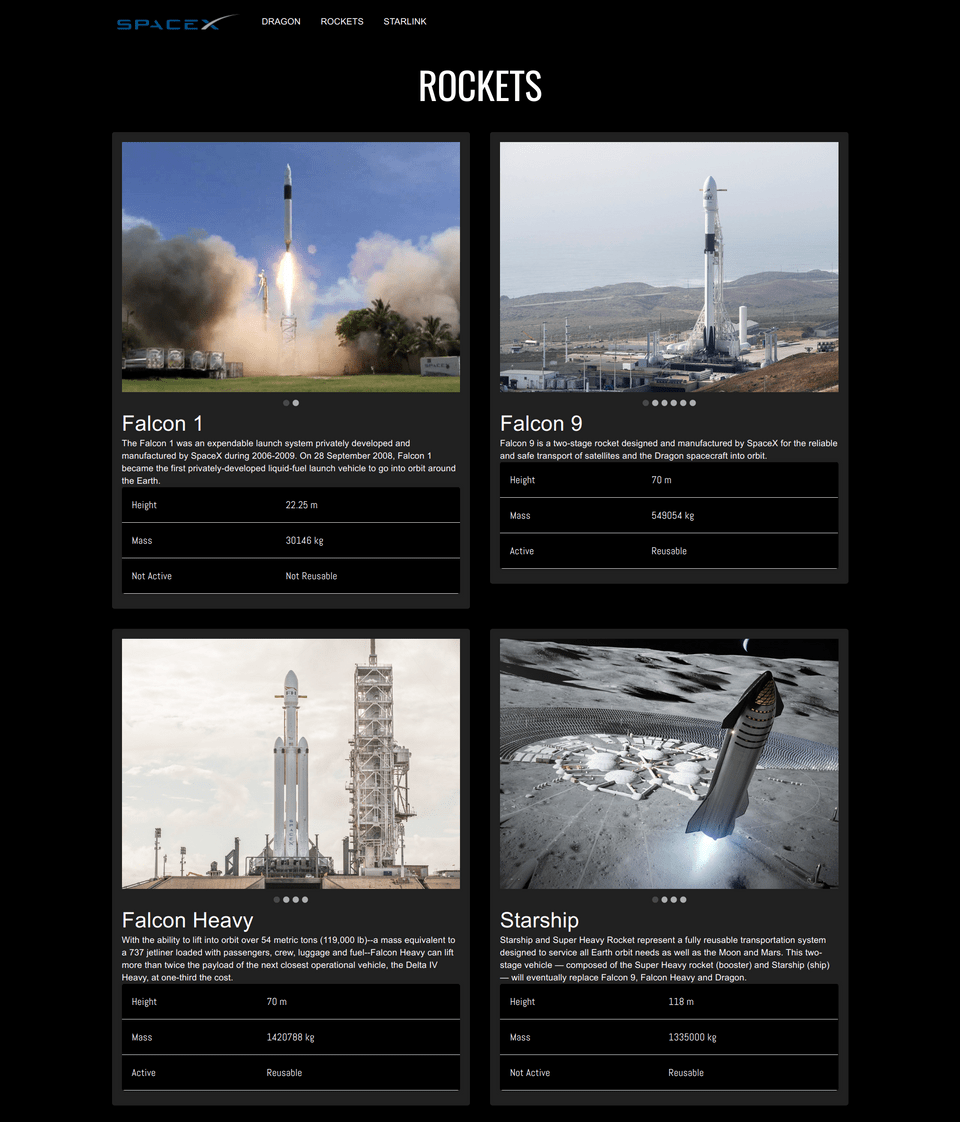 SPACEX
DRAGON ROCKETS STARLINK
ROCKETS
Falcon 1
The Falcon 1 was an expendable launch system privately developed and
manufactured by SpaceX during 2006-2009. On 28 September 2008, Falcon 1
became the first privately-developed liquid-fuel launch vehicle to go into orbit around
the Earth.
Height 22.25 m
Mass 30146 kg
Not Active Not Reusable
Falcon 9
Falcon 9 is a two-stage rocket designed and manufactured by SpaceX for the reliable
and safe transport of satellites and the Dragon spacecraft into orbit.
Height 70 m
Mass 549054 kg
Active Reusable
SPACEX
Falcon Heavy
With the ability to lift into orbit over 54 metric tons (119,000 lb)--a mass equivalent to
a 737 jetliner loaded with passengers, crew, luggage and fuel--Falcon Heavy can lift
more than twice the payload of the next closest operational vehicle, the Delta IV
Heavy, at one-third the cost.
Height 70 m
Mass 1420788 kg
Active Reusable
Starship
Starship and Super Heavy Rocket represent a fully reusable transportation system
designed to service all Earth orbit needs as well as the Moon and Mars. This two-
stage vehicle — composed of the Super Heavy rocket (booster) and Starship (ship)
— will eventually replace Falcon 9, Falcon Heavy and Dragon.
Height 118 m
Mass 1335000 kg
Not Active Reusable